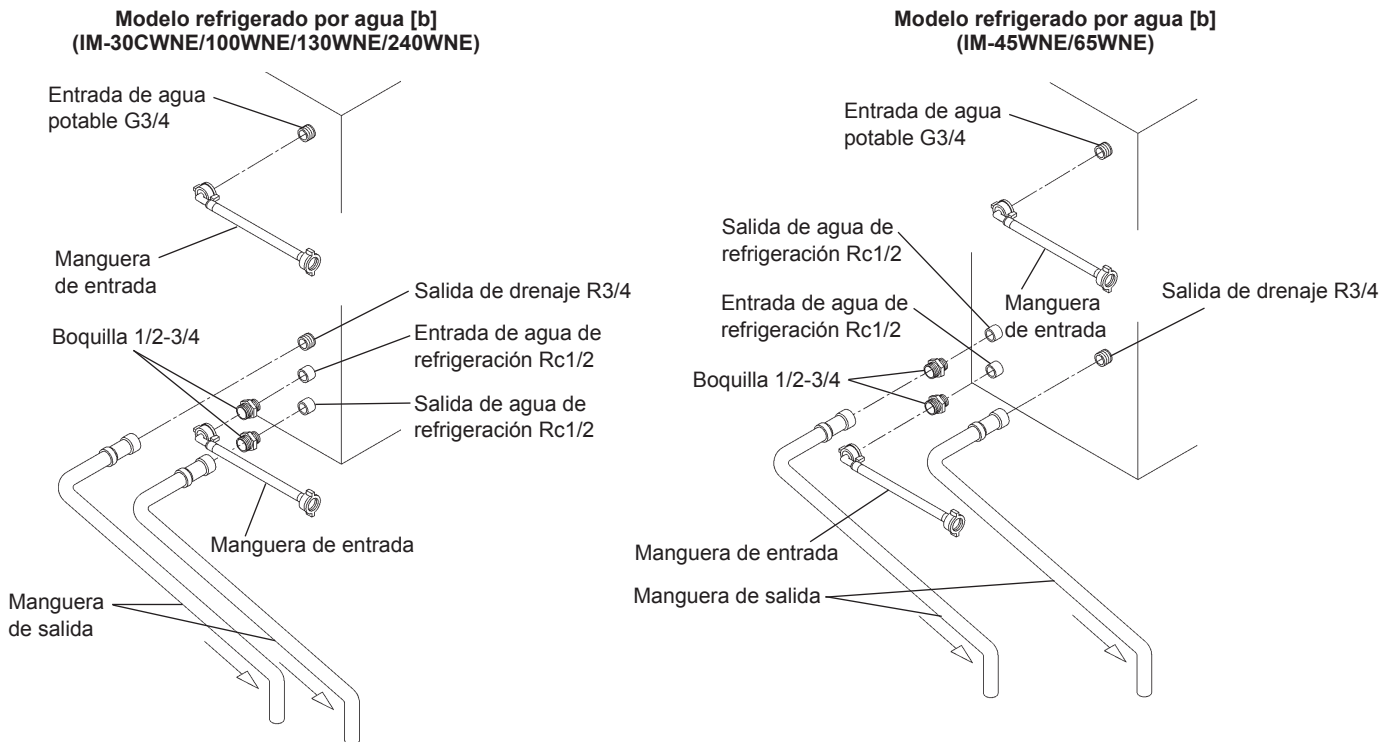 Modelo refrigerado por agua [b]
(IM-30CWNE/100WNE/130WNE/240WNE)
Entrada de agua
potable G3/4
Manguera
de entrada
Salida de drenaje R3/4
Boquilla 1/2-3/4
Entrada de agua de
refrigeración Rc1/2
Salida de agua de
refrigeración Rc1/2
Manguera de entrada
Manguera
de salida
Modelo refrigerado por agua [b]
(IM-45WNE/65WNE)
Entrada de agua
potable G3/4
Salida de agua de
refrigeración Rc1/2
Entrada de agua de
refrigeración Rc1/2
Manguera
de entrada
Salida de drenaje R3/4
Boquilla 1/2-3/4
Manguera de entrada
Manguera de salida